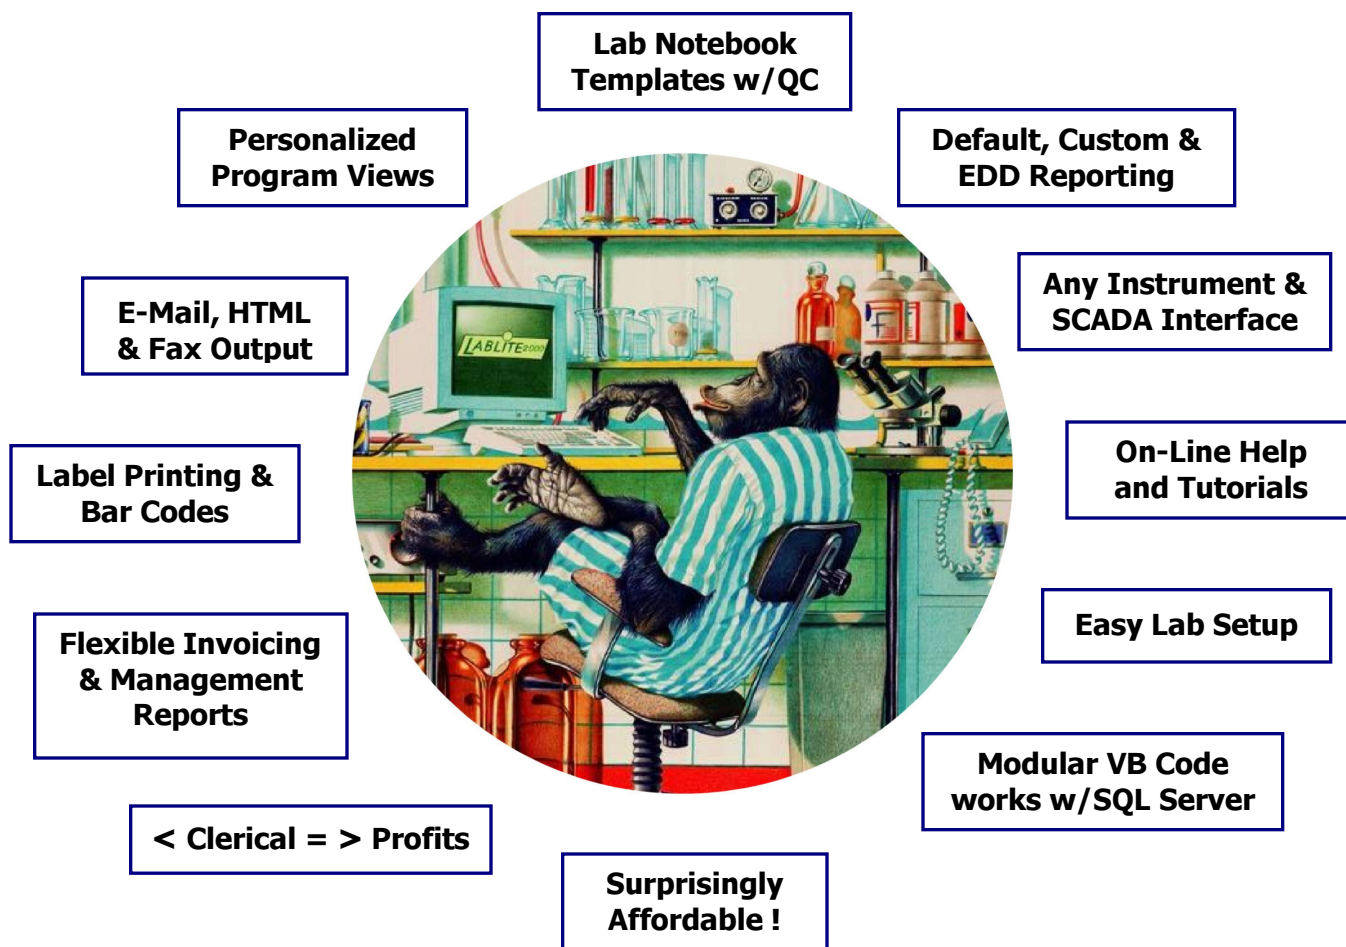 Lab Notebook
Templates w/QC
Personalized
Program Views
Default, Custom &
EDD Reporting
E-Mail, HTML
& Fax Output
Any Instrument &
SCADA Interface
LABLITE2000
Label Printing &
Bar Codes
On-Line Help
and Tutorials
Flexible Invoicing
& Management
Reports
Easy Lab Setup
Modular VB Code
works w/SQL Server
< Clerical = > Profits
Surprisingly
Affordable !